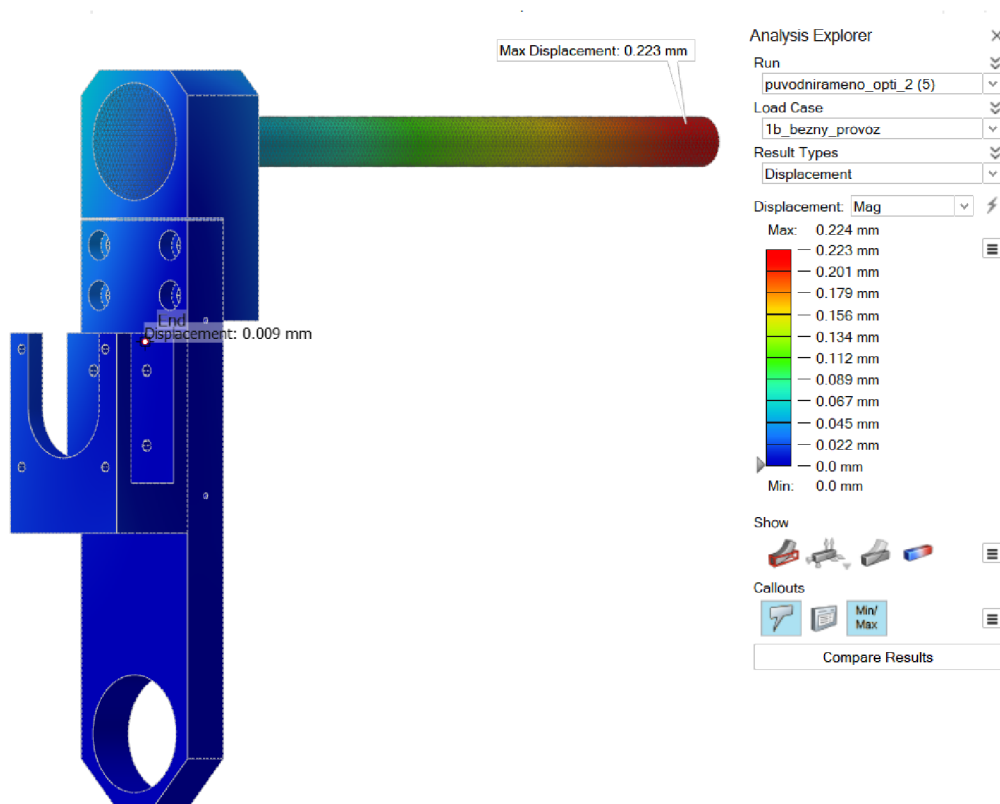 Max Displacement: 0.223 mm
End
Displacement: 0.009 mm
Analysis Explorer
Run
puvodnirameno_opti_2 (5)
Load Case
1b_bezny_provoz
Result Types
Displacement
Displacement: Mag
Max: 0.224 mm
0.223 mm
0.201 mm
0.179 mm
0.156 mm
0.134 mm
0.112 mm
0.089 mm
0.067 mm
0.045 mm
0.022 mm
0.0 mm
Min: 0.0 mm
Show
Callouts
Min/
Max
Compare Results